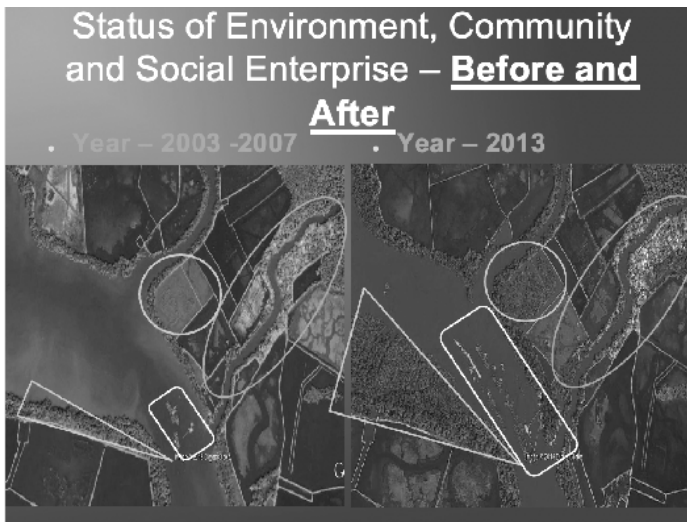 Status of Environment, Community
and Social Enterprise – Before and
After
• Year – 2003 -2007
• Year – 2013
G